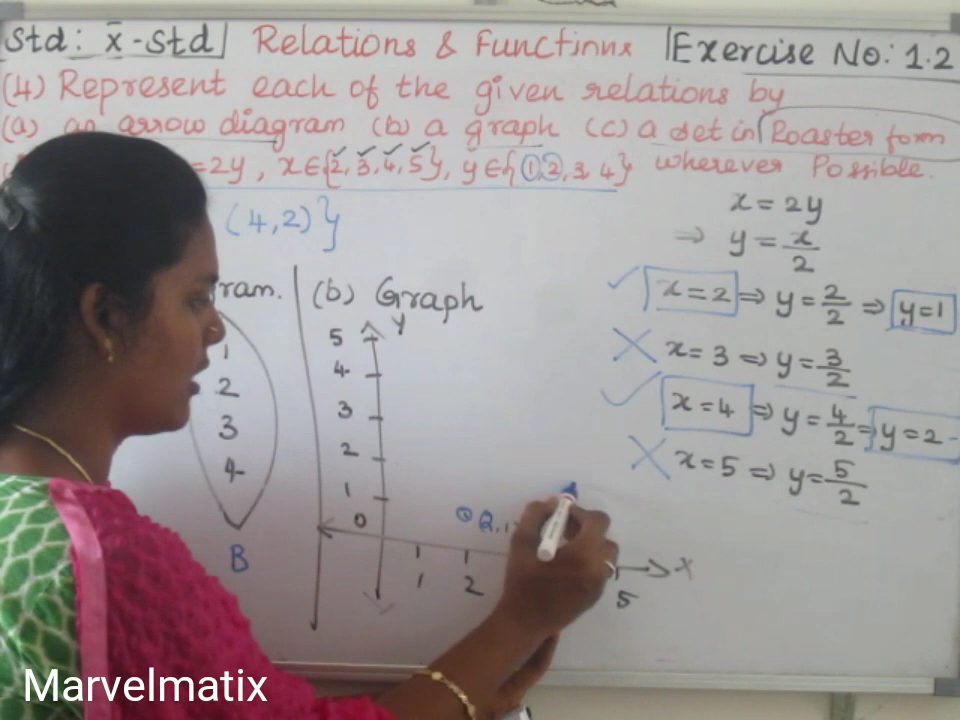 Std: x-Std Relations & Functions Exercise No: 1.2
(4) Represent each of the given relations by
(a) an arrow diagram (b) a graph (c) a set in Roaster form
=2y, x∈{2, 3, 4, 5}, y∈{1, 2, 3, 4} wherever Possible.
(4,2)}
x = 2y
⇒ y = x/2
ram. (b) Graph
x=2 ⇒ y = 2/2 ⇒ y=1
x=3 ⇒ y = 3/2
x=4 ⇒ y = 4/2 ⇒ y=2
x=5 ⇒ y = 5/2
1
2
3
4
B
Y
5
4
3
2
1
0
1 2 5
X
Marvelmatix